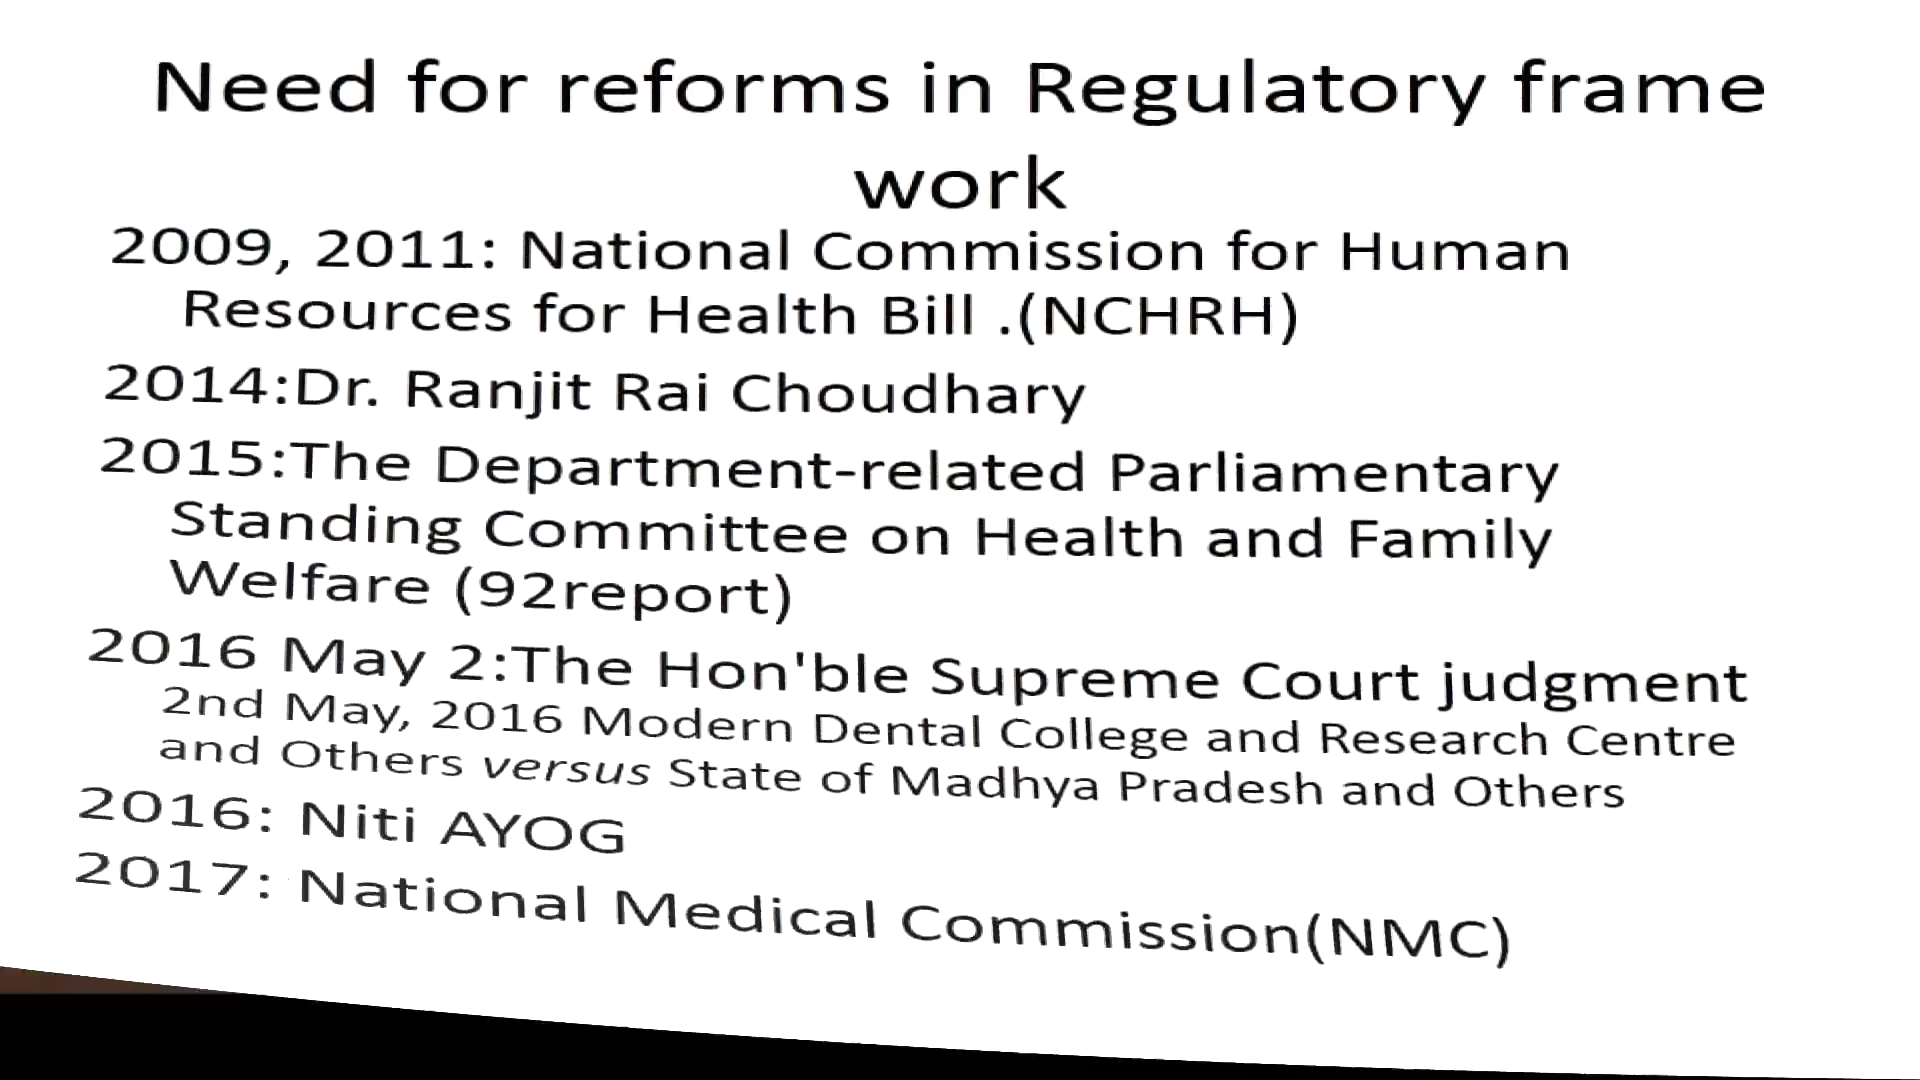 Need for reforms in Regulatory frame
work
2009, 2011: National Commission for Human
Resources for Health Bill .(NCHRH)
2014:Dr. Ranjit Rai Choudhary
2015:The Department-related Parliamentary
Standing Committee on Health and Family
Welfare (92report)
2016 May 2:The Hon'ble Supreme Court judgment
2nd May, 2016 Modern Dental College and Research Centre
and Others versus State of Madhya Pradesh and Others
2016: Niti AYOG
2017: National Medical Commission(NMC)